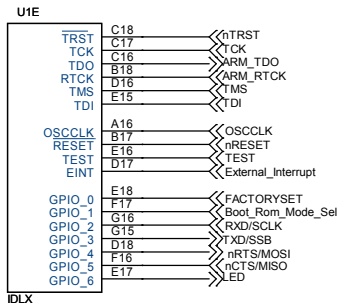 U1E
TRST C18 nTRST
TCK C17 TCK
TDO C16 ARM_TDO
RTCK B18 ARM_RTCK
TMS D16 TMS
TDI E15 TDI
OSCCLK A16 OSCCLK
RESET B17 nRESET
TEST E16 TEST
EINT D17 External_Interrupt
GPIO_0 E18 FACTORYSET
GPIO_1 F17 Boot_Rom_Mode_Sel
GPIO_2 G16 RXD/SCLK
GPIO_3 G15 TXD/SSB
GPIO_4 D18 nRTS/MOSI
GPIO_5 F16 nCTS/MISO
GPIO_6 E17 LED
IDLX